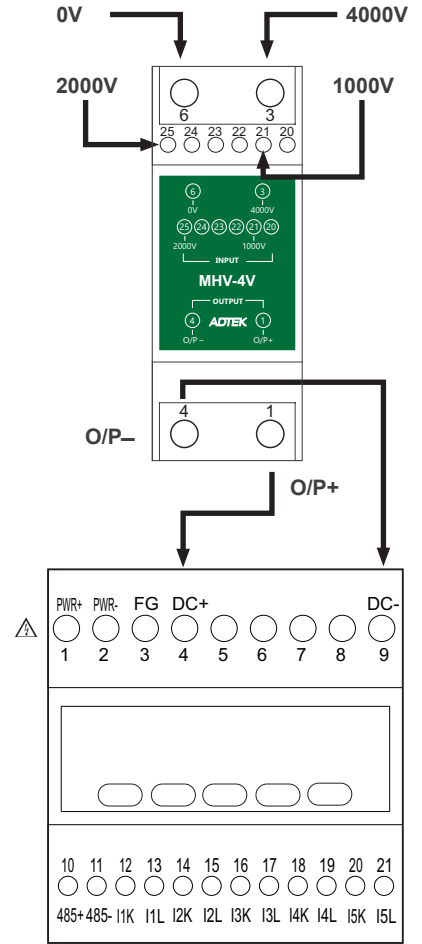 0V 4000V
2000V 1000V
6 3
25 24 23 22 21 20
6 3
0V 4000V
25 24 23 22 21 20
2000V 1000V
INPUT
MHV-4V
OUTPUT
4 ADTEK 1
O/P – O/P+
4 1
O/P–
O/P+
PWR+ PWR- FG DC+ DC-
1 2 3 4 5 6 7 8 9
10 11 12 13 14 15 16 17 18 19 20 21
485+ 485- I1K I1L I2K I2L I3K I3L I4K I4L I5K I5L